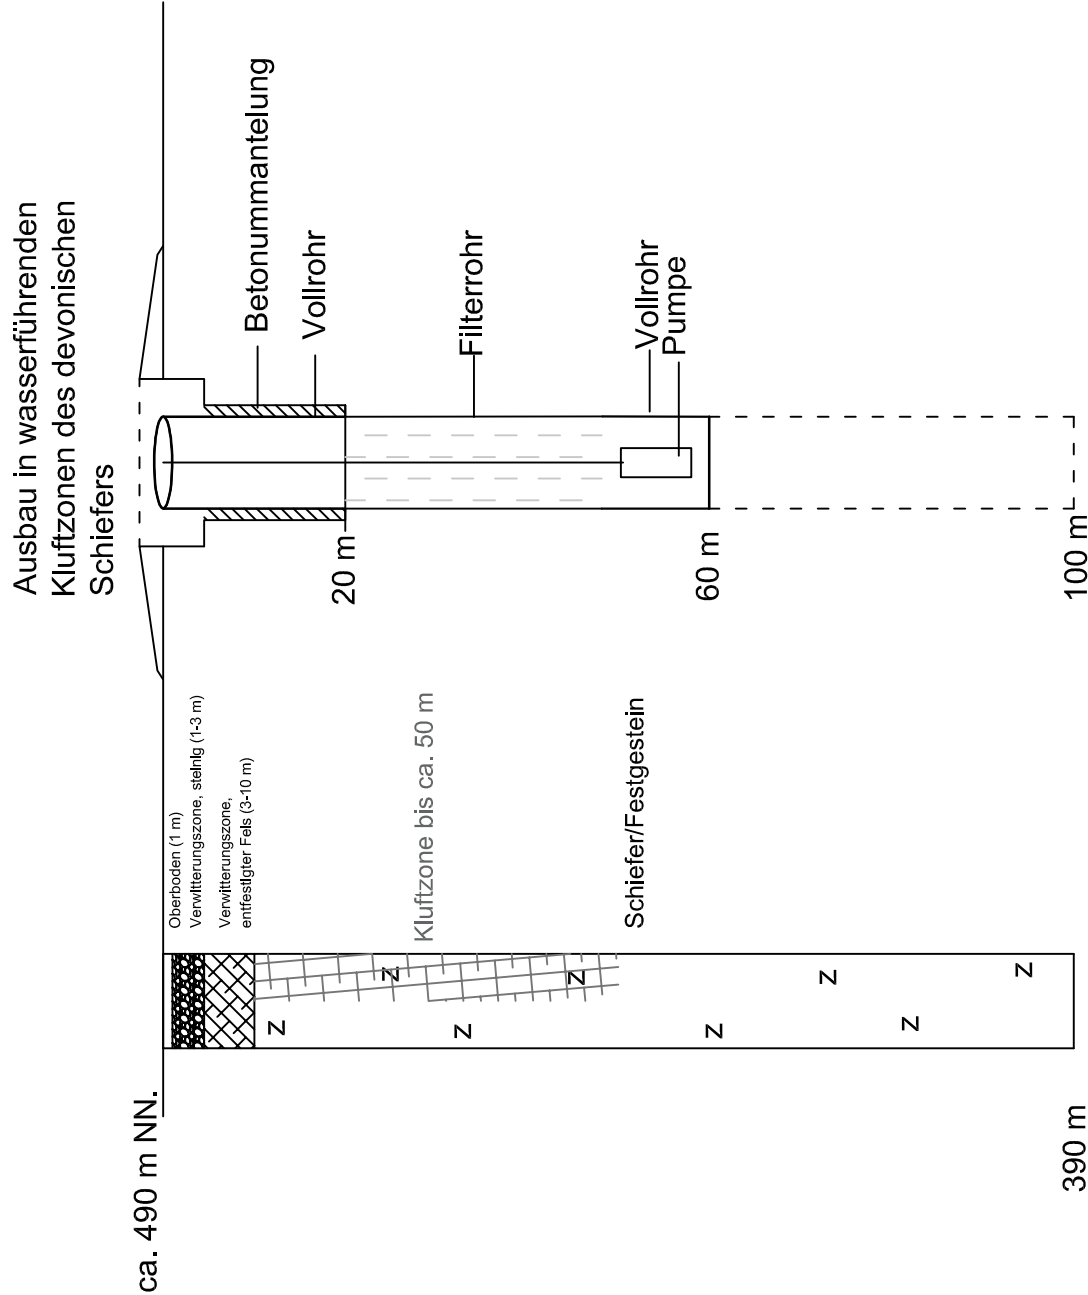 Ausbau in wasserführenden
Kluftzonen des devonischen
Schiefers
ca. 490 m NN.
Oberboden (1 m)
Verwitterungszone, steinig (1-3 m)
Verwitterungszone,
entfestigter Fels (3-10 m)
Kluftzone bis ca. 50 m
Schiefer/Festgestein
390 m
Betonummantelung
Vollrohr
Filterrohr
Vollrohr
Pumpe
20 m
60 m
100 m
Z
Z
Z
Z
Z
Z
Z
Z